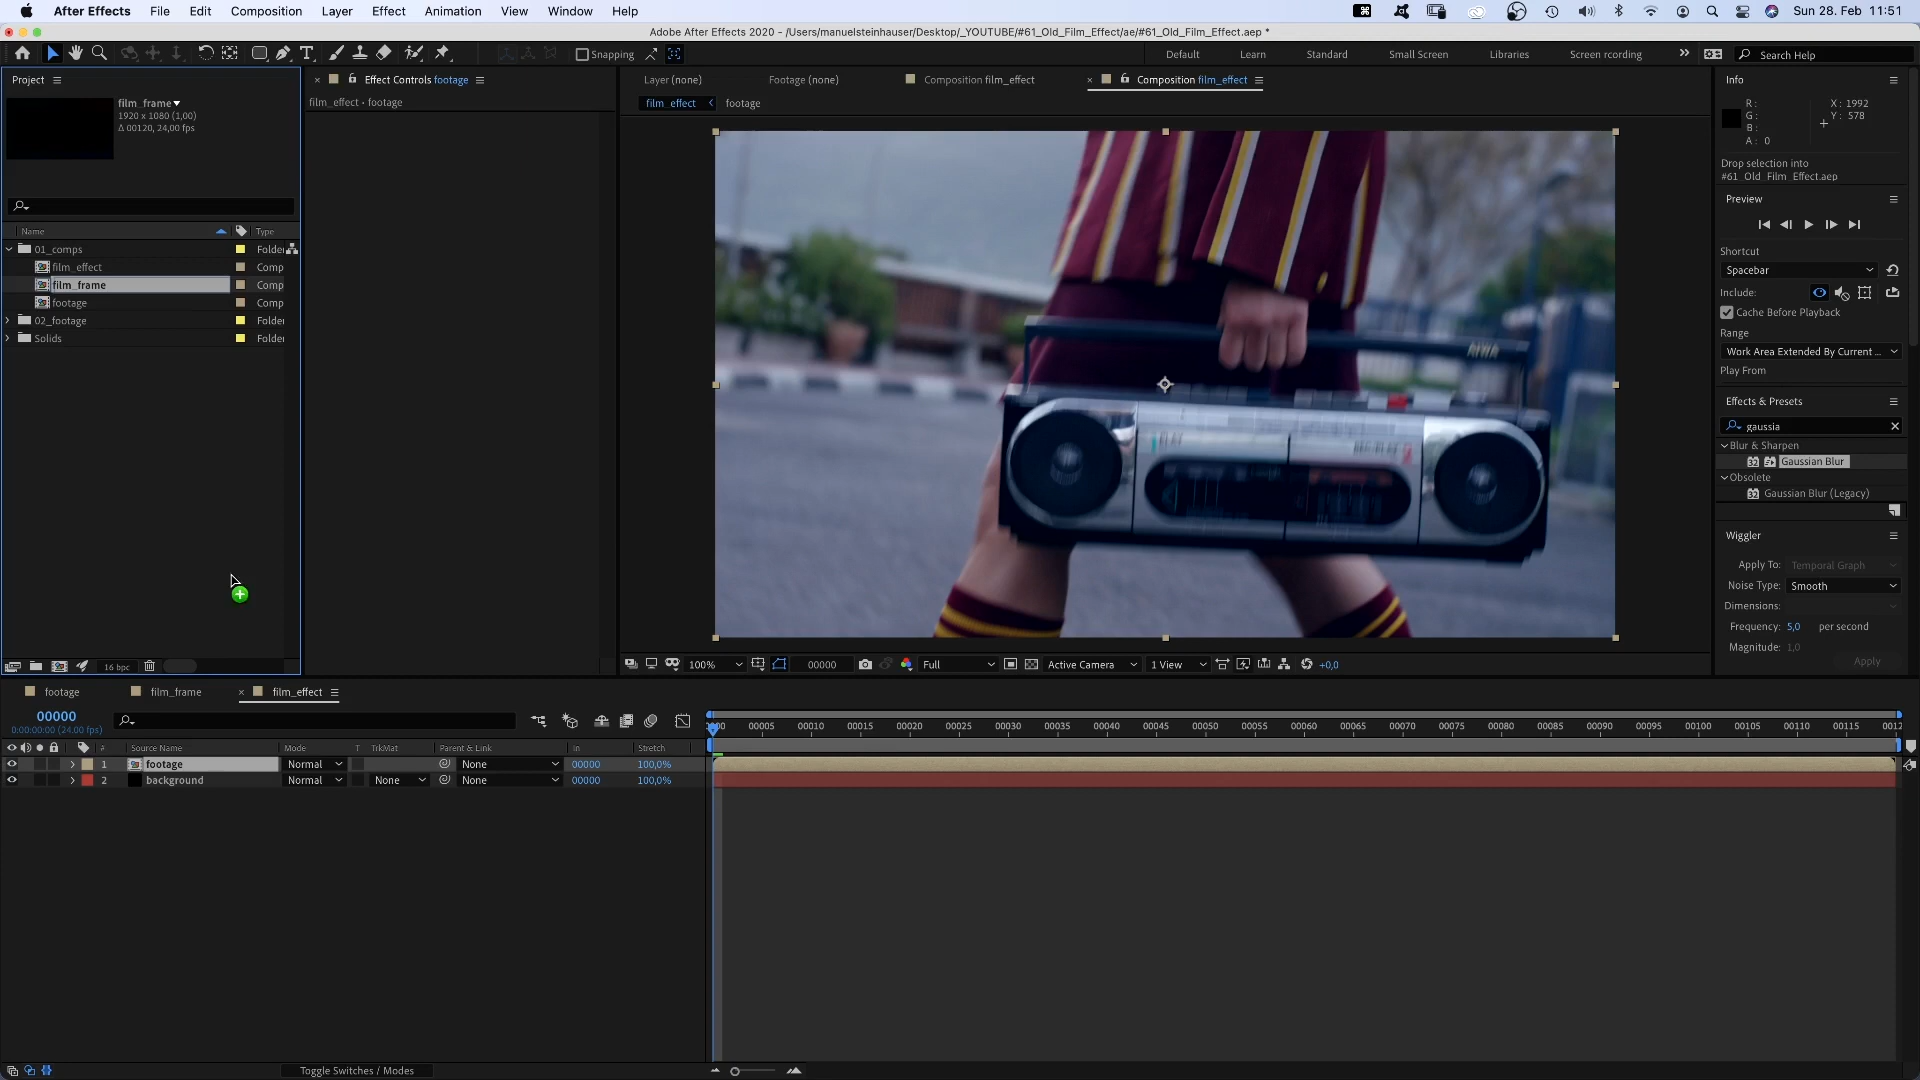 After Effects File Edit Composition Layer Effect Animation View Window Help Sun 28. Feb 11:51
Adobe After Effects 2020 - /Users/manuelsteinhauser/Desktop/_YOUTUBE/#61_Old_Film_Effect/ae/#61_Old_Film_Effect.aep *
Snapping Default Learn Standard Small Screen Libraries Screen rcording Search Help
Project Effect Controls footage Layer (none) Footage (none) Composition film_effect Composition film_effect Info
film_frame
1920 x 1080 (1,00)
Δ 00120, 24,00 fps
film_effect • footage
film_effect footage
R:
G:
B:
A: 0
X: 1992
Y: 578
Drop selection into
#61_Old_Film_Effect.aep
Preview
Name Type
01_comps Folder
film_effect Comp
film_frame Comp
footage Comp
02_footage Folder
Solids Folder
Shortcut
Spacebar
Include:
Cache Before Playback
Range
Work Area Extended By Current ...
Play From
Effects & Presets
gaussia
Blur & Sharpen
32 Gaussian Blur
Obsolete
32 Gaussian Blur (Legacy)
Wiggler
Apply To: Temporal Graph
Noise Type: Smooth
Dimensions:
Frequency: 5,0 per second
Magnitude: 1,0
Apply
AIWA
16 bpc
100% 00000 Full Active Camera 1 View +0,0
footage film_frame film_effect
00000
0:00:00:00 (24.00 fps)
00005 00010 00015 00020 00025 00030 00035 00040 00045 00050 00055 00060 00065 00070 00075 00080 00085 00090 00095 00100 00105 00110 00115 0012
# Source Name Mode T TrkMat Parent & Link In Stretch
1 footage Normal None 00000 100,0%
2 background Normal None None 00000 100,0%
Toggle Switches / Modes